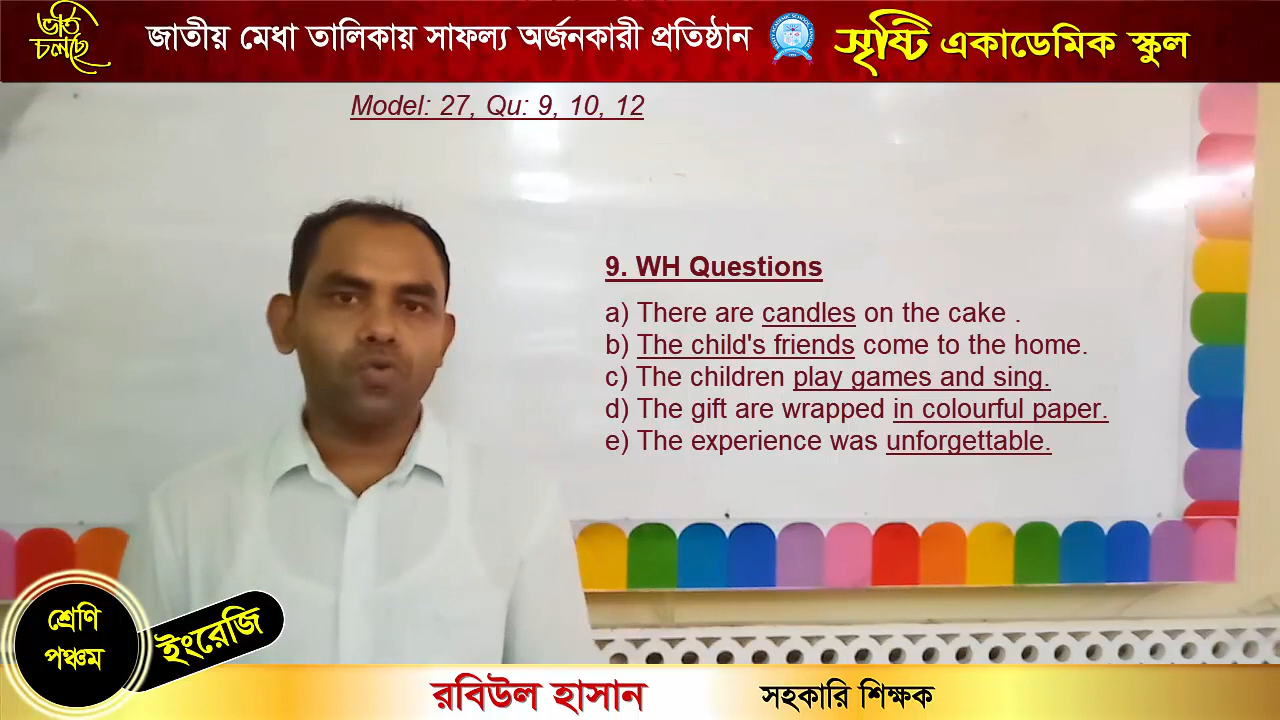 ভর্তি চলছে
জাতীয় মেধা তালিকায় সাফল্য অর্জনকারী প্রতিষ্ঠান
সৃষ্টি একাডেমিক স্কুল
Model: 27, Qu: 9, 10, 12
9. WH Questions
a) There are candles on the cake .
b) The child's friends come to the home.
c) The children play games and sing.
d) The gift are wrapped in colourful paper.
e) The experience was unforgettable.
শ্রেণি
পঞ্চম
ইংরেজি
রবিউল হাসান
সহকারি শিক্ষক